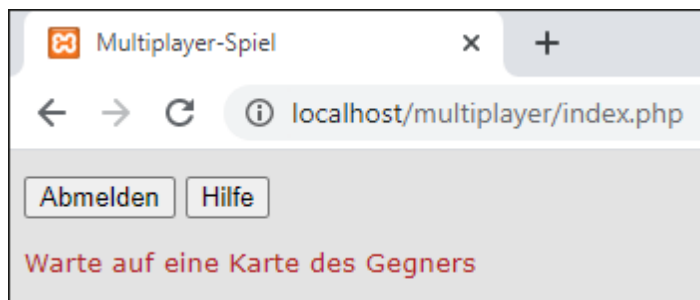 Multiplayer-Spiel
localhost/multiplayer/index.php
Abmelden Hilfe
Warte auf eine Karte des Gegners